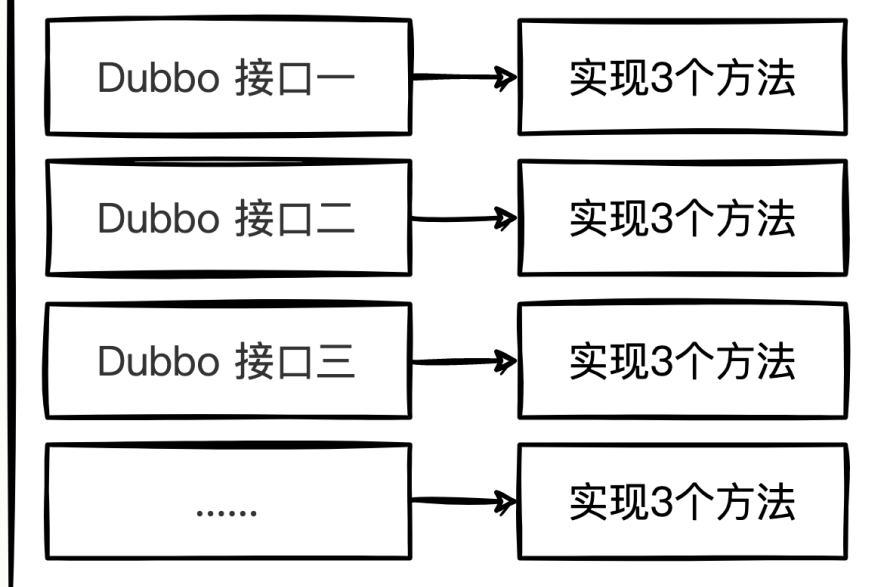 Dubbo 接口一
实现3个方法
Dubbo 接口二
实现3个方法
Dubbo 接口三
实现3个方法
......
实现3个方法